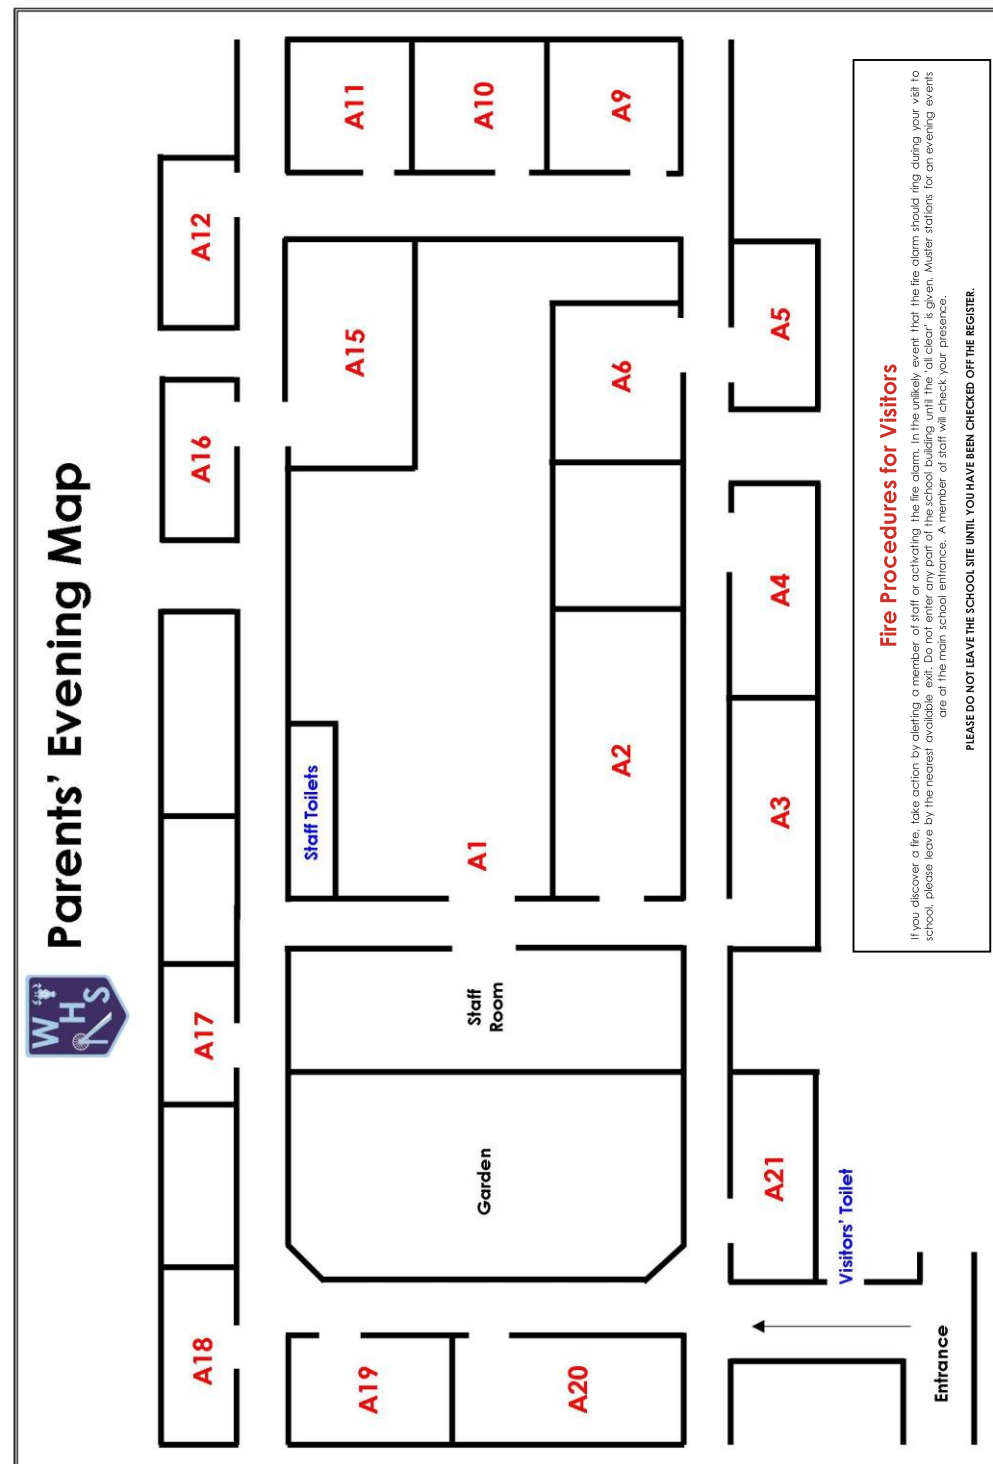 Parents’ Evening Map
WHS
A12
A16
A17
A18
A11
A10
A9
A15
A6
Staff Toilets
A1
A2
Staff
Room
Garden
A19
A20
A5
A4
A3
A21
Visitors’ Toilet
Entrance
Fire Procedures for Visitors
If you discover a fire, take action by alerting a member of staff or activating the fire alarm. In the unlikely event that the fire alarm should ring during your visit to
school, please leave by the nearest available exit. Do not enter any part of the school building until the ‘all clear’ is given. Muster stations for an evening events
are at the main school entrance. A member of staff will check your presence.
PLEASE DO NOT LEAVE THE SCHOOL SITE UNTIL YOU HAVE BEEN CHECKED OFF THE REGISTER.